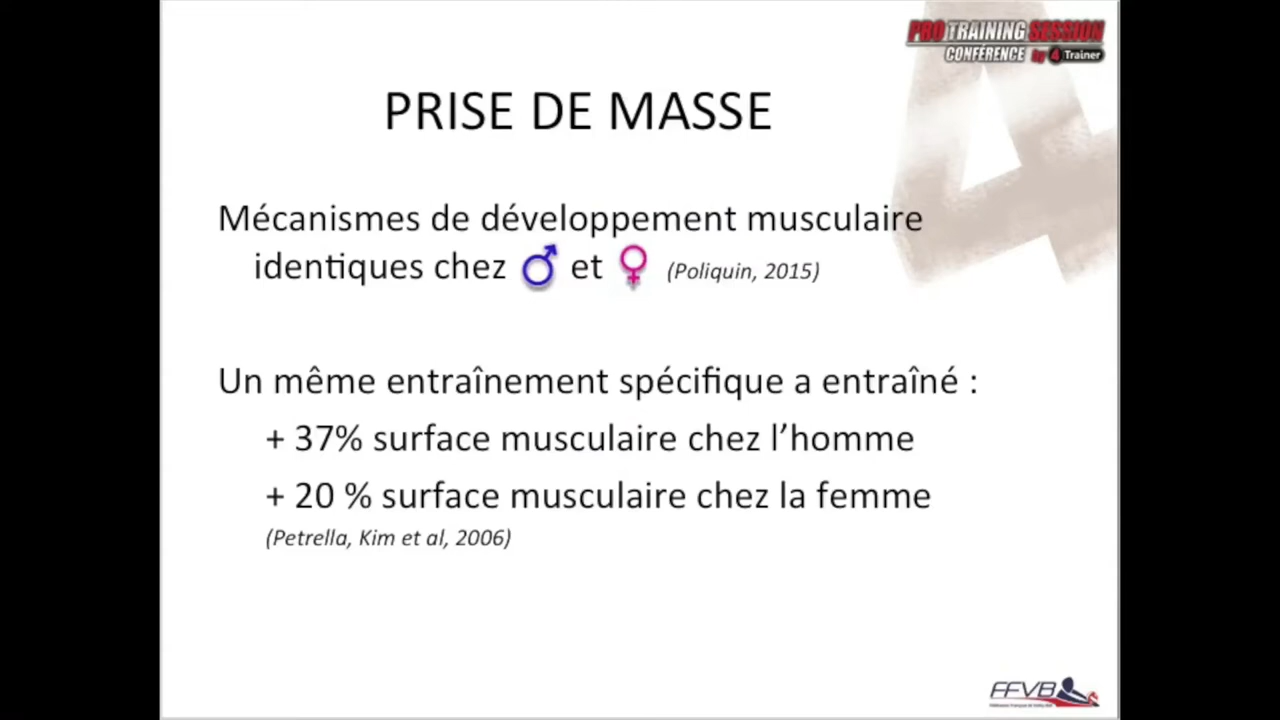 PRO TRAINING SESSION
CONFÉRENCE by 4 Trainer
PRISE DE MASSE
Mécanismes de développement musculaire
identiques chez ♂ et ♀ (Poliquin, 2015)
Un même entraînement spécifique a entraîné :
+ 37% surface musculaire chez l’homme
+ 20 % surface musculaire chez la femme
(Petrella, Kim et al, 2006)
FFVB